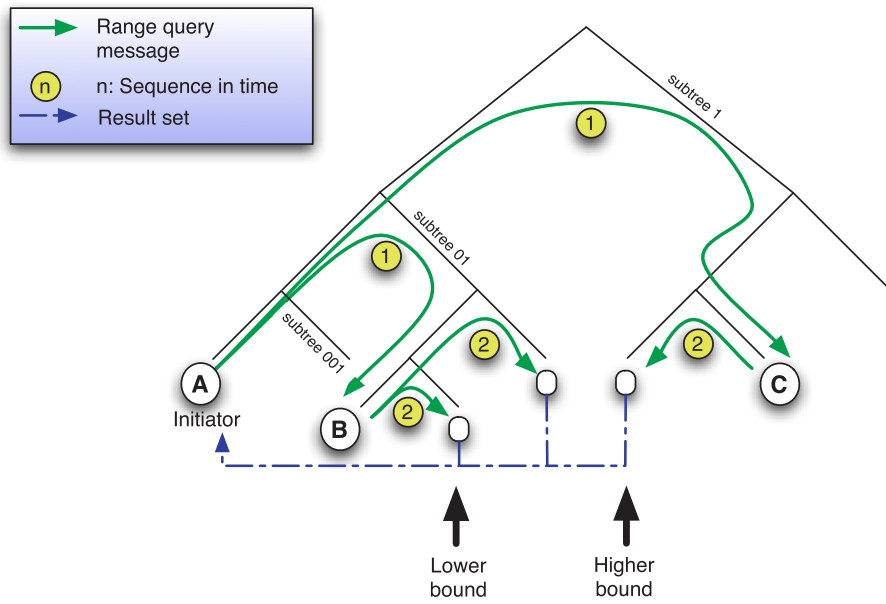 Range query
message
n
n: Sequence in time
Result set
subtree 1
1
subtree 01
1
subtree 001
2
2
A
Initiator
C
2
B
Lower
bound
Higher
bound